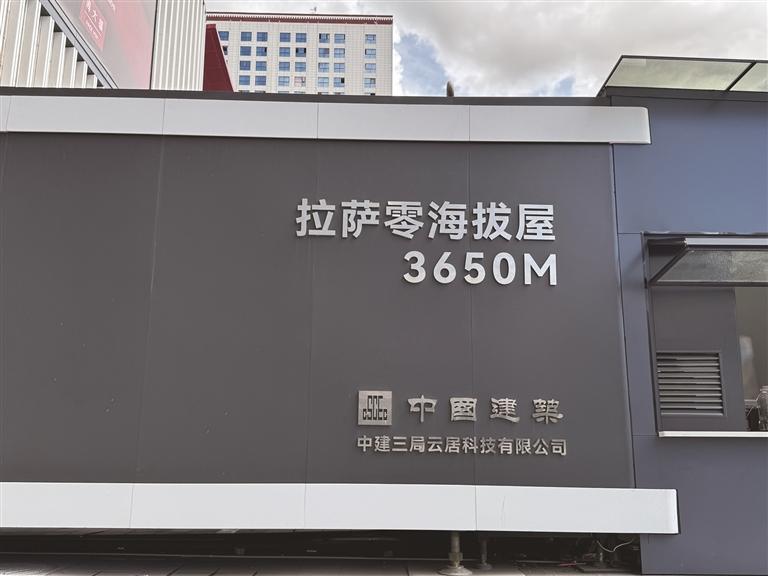 拉萨零海拔屋
3650M
中國建築
中建三局云居科技有限公司